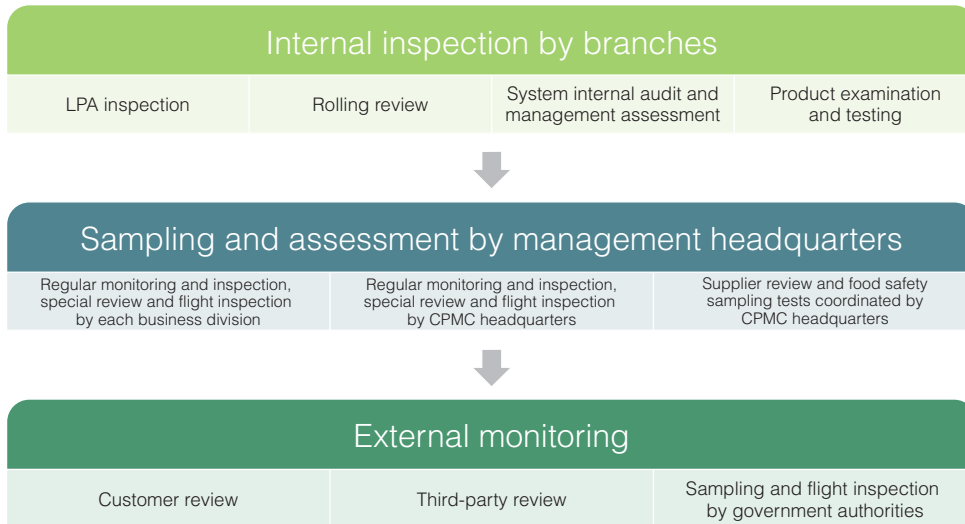 Internal inspection by branches
LPA inspection
Rolling review
System internal audit and
management assessment
Product examination
and testing
Sampling and assessment by management headquarters
Regular monitoring and inspection,
special review and flight inspection
by each business division
Regular monitoring and inspection,
special review and flight inspection
by CPMC headquarters
Supplier review and food safety
sampling tests coordinated by
CPMC headquarters
External monitoring
Customer review
Third-party review
Sampling and flight inspection
by government authorities